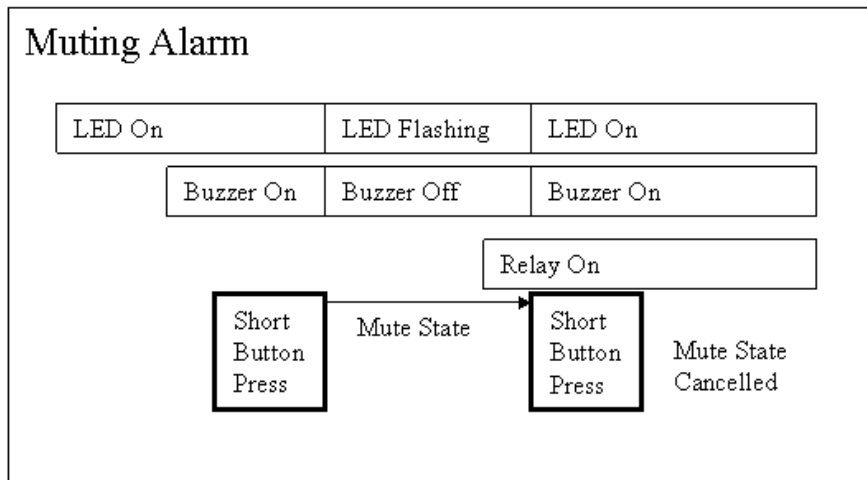 Muting Alarm
LED On
LED Flashing
LED On
Buzzer On
Buzzer Off
Buzzer On
Relay On
Short
Button
Press
Mute State
Short
Button
Press
Mute State
Cancelled